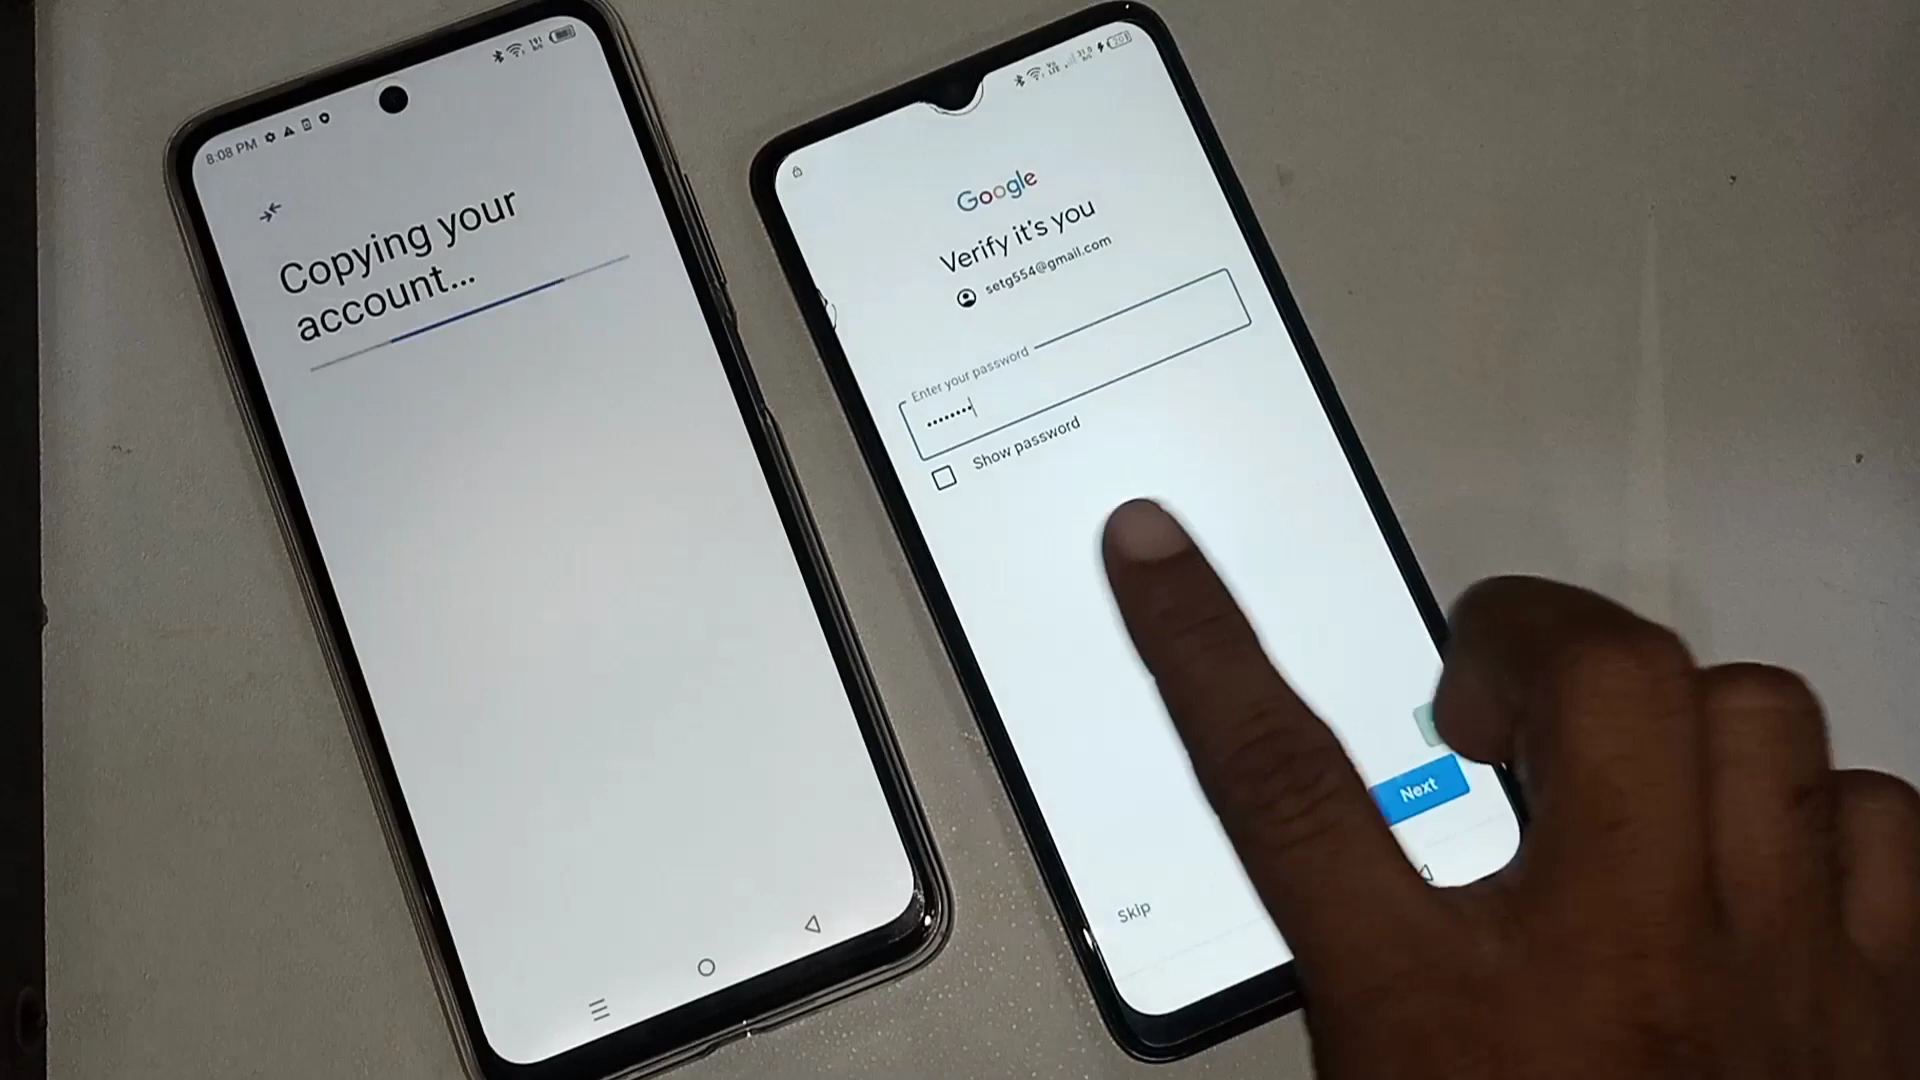 8:08 PM
Copying your
account...
Google
Verify it's you
setg554@gmail.com
Enter your password
Show password
Next
Skip